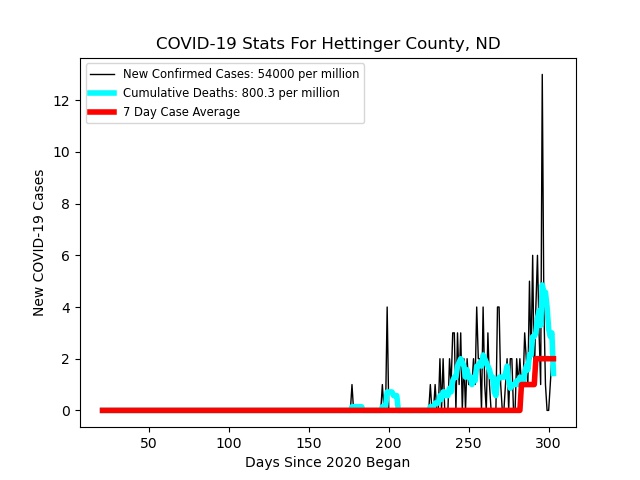 COVID-19 Stats For Hettinger County, ND
New Confirmed Cases: 54000 per million
Cumulative Deaths: 800.3 per million
7 Day Case Average
New COVID-19 Cases
12
10
8
6
4
2
0
50 100 150 200 250 300
Days Since 2020 Began